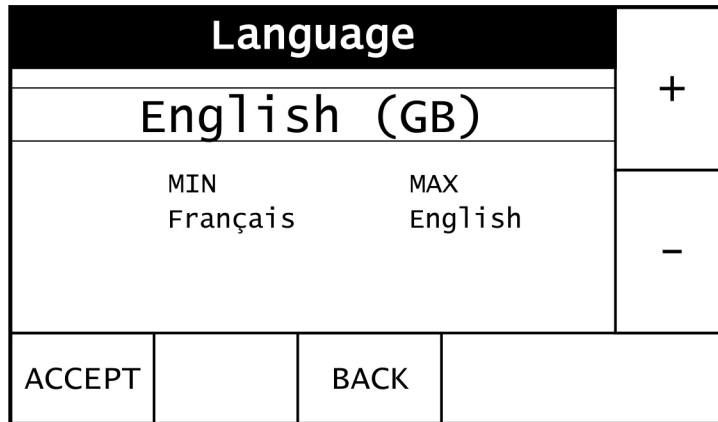 Language
+
English (GB)
MIN MAX
Français English
-
ACCEPT BACK